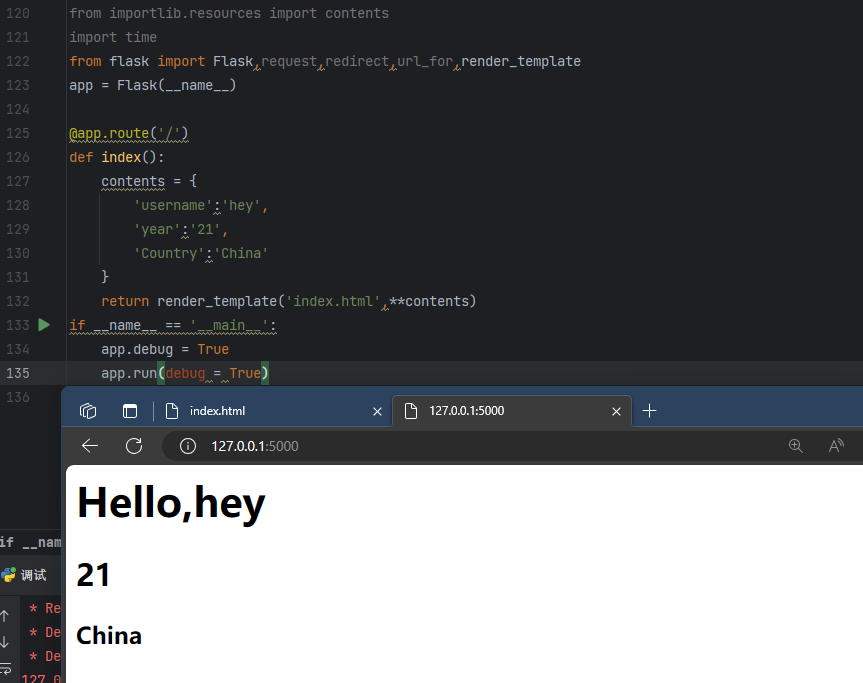 120 from importlib.resources import contents
121 import time
122 from flask import Flask,request,redirect,url_for,render_template
123 app = Flask(__name__)
124
125 @app.route('/')
126 def index():
127 contents = {
128 'username':'hey',
129 'year':'21',
130 'Country':'China'
131 }
132 return render_template('index.html',**contents)
133 if __name__ == '__main__':
134 app.debug = True
135 app.run(debug = True)
136
index.html
127.0.0.1:5000
127.0.0.1:5000
Hello,hey
21
China
if __nam
调试
* Re
* De
* De
127.0